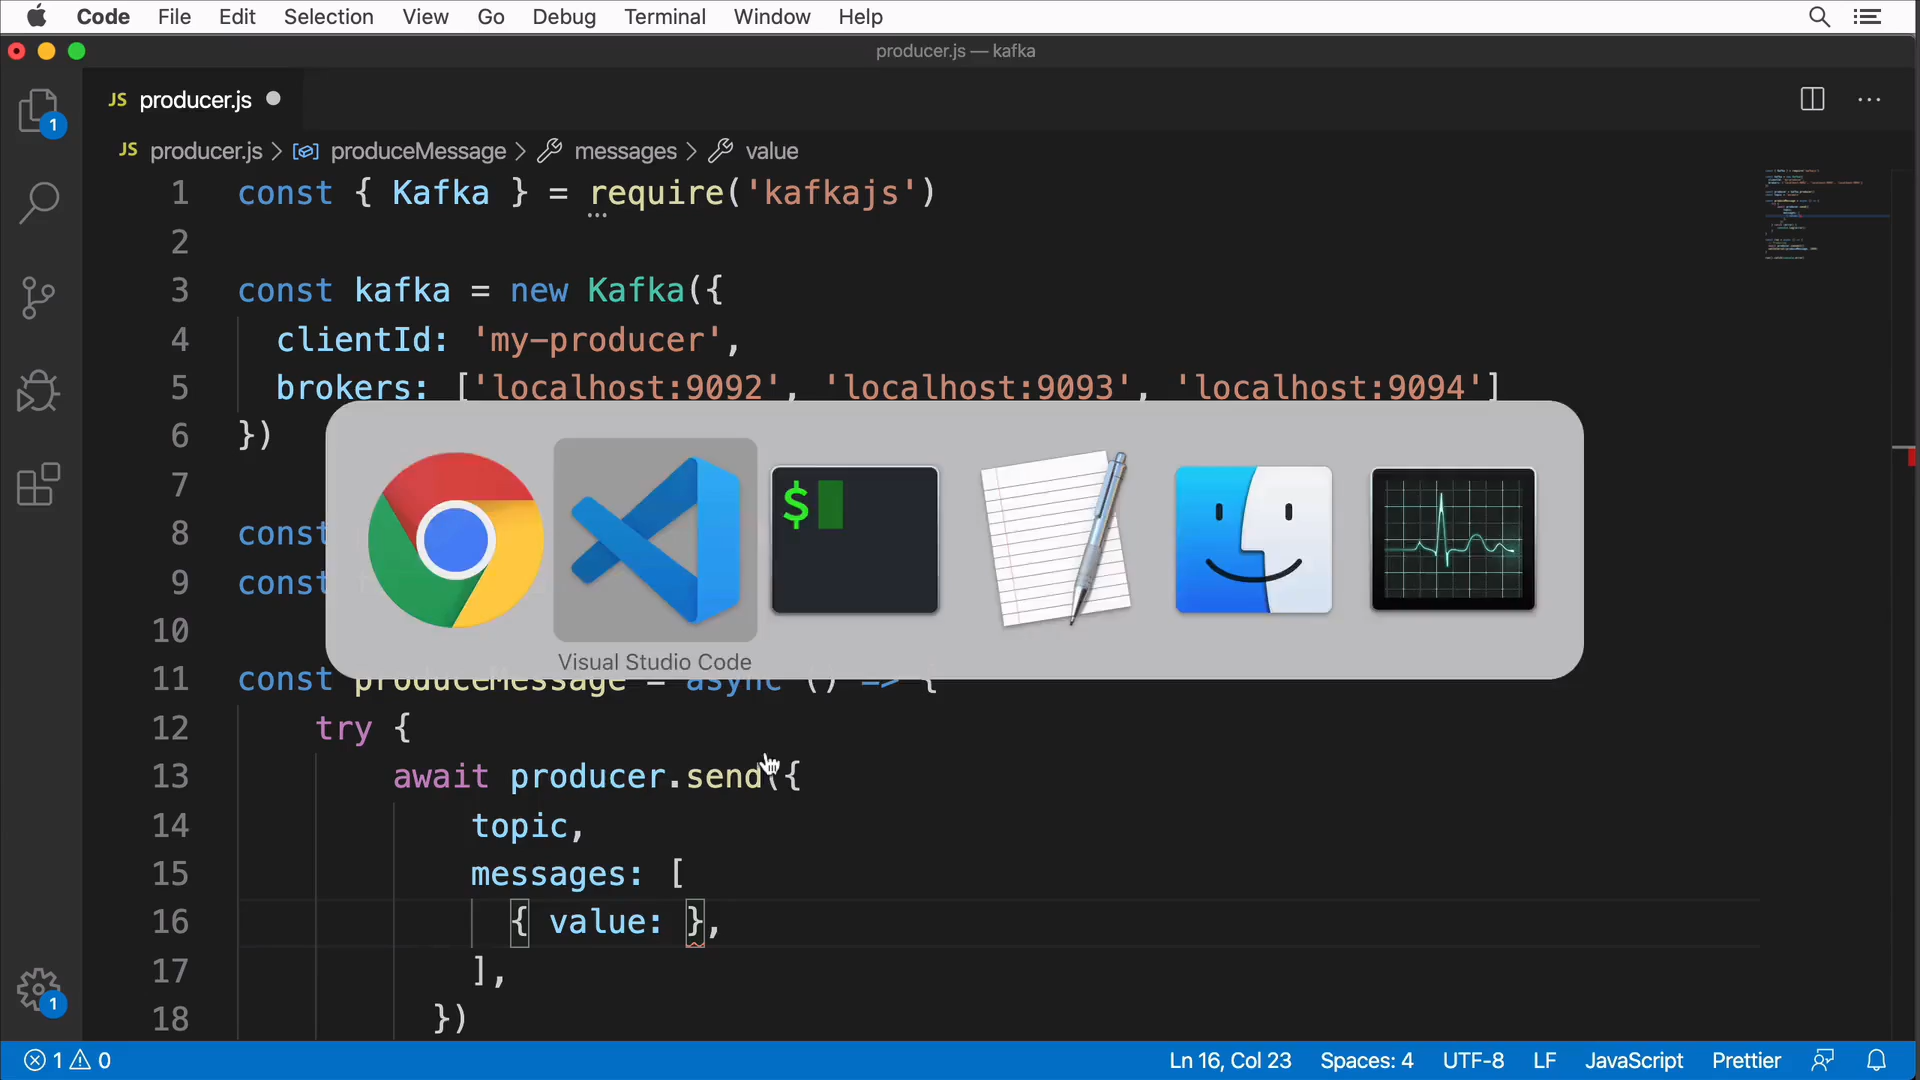 Code File Edit Selection View Go Debug Terminal Window Help
producer.js — kafka
1
JS producer.js
JS producer.js > produceMessage > messages > value
1 const { Kafka } = require('kafkajs')
2
3 const kafka = new Kafka({
4 clientId: 'my-producer',
5 brokers: ['localhost:9092', 'localhost:9093', 'localhost:9094']
6 })
7
$
8 const
9 const
10
Visual Studio Code
11 const produceMessage = async () => {
12 try {
13 await producer.send({
14 topic,
15 messages: [
16 { value: },
17 ],
18 })
1
1 0 Ln 16, Col 23 Spaces: 4 UTF-8 LF JavaScript Prettier